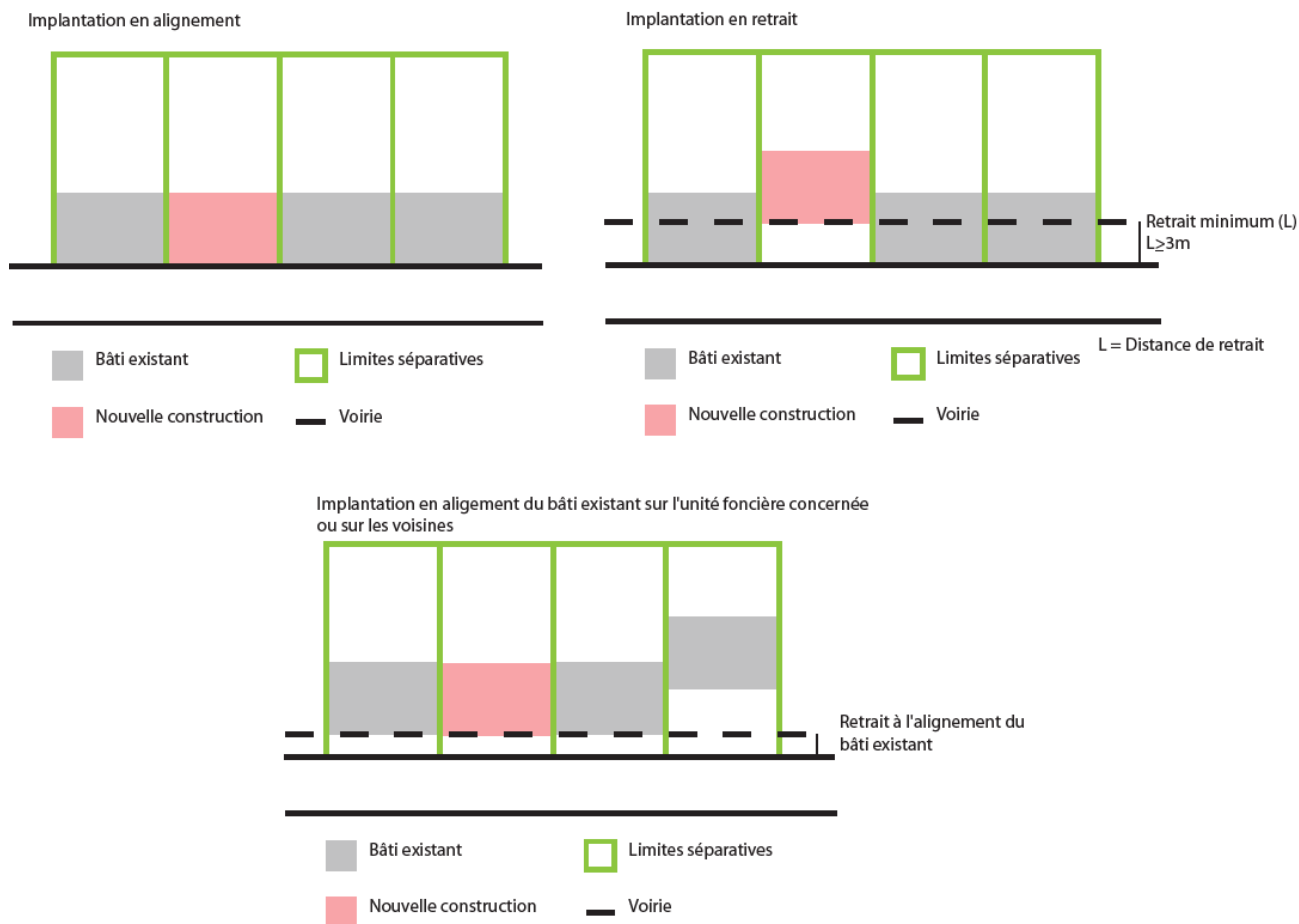 Implantation en alignement
Implantation en retrait
Retrait minimum (L)
L≥3m
Bâti existant
Limites séparatives
Nouvelle construction
Voirie
Bâti existant
Limites séparatives
L = Distance de retrait
Nouvelle construction
Voirie
Implantation en aligement du bâti existant sur l'unité foncière concernée
ou sur les voisines
Retrait à l'alignement du
bâti existant
Bâti existant
Limites séparatives
Nouvelle construction
Voirie